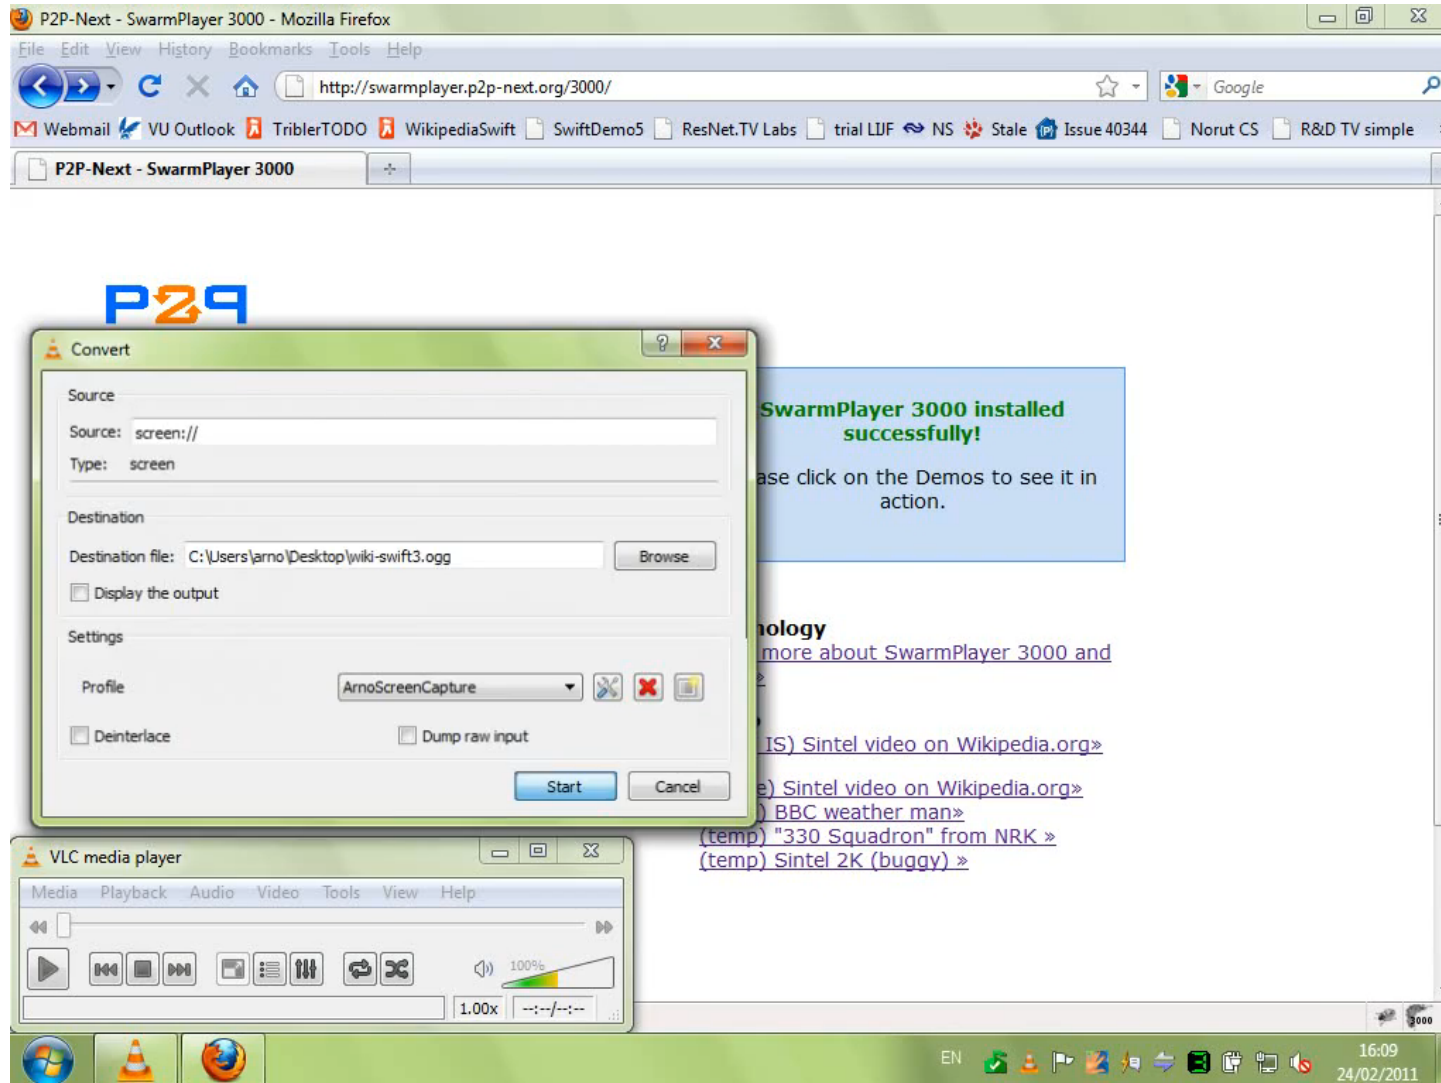 P2P-Next - SwarmPlayer 3000 - Mozilla Firefox
File Edit View History Bookmarks Tools Help
http://swarmplayer.p2p-next.org/3000/ Google
Webmail VU Outlook TriblerTODO WikipediaSwift SwiftDemo5 ResNet.TV Labs trial LIJF NS Stale Issue 40344 Norut CS R&D TV simple
P2P-Next - SwarmPlayer 3000
P2P
Convert
Source
Source: screen://
Type: screen
Destination
Destination file: C:\Users\arno\Desktop\wiki-swift3.ogg Browse
Display the output
Settings
Profile ArnoScreenCapture
Deinterlace Dump raw input
Start Cancel
SwarmPlayer 3000 installed
successfully!
ase click on the Demos to see it in
action.
nology
more about SwarmPlayer 3000 and
»
IS) Sintel video on Wikipedia.org»
e) Sintel video on Wikipedia.org»
) BBC weather man»
(temp) "330 Squadron" from NRK »
(temp) Sintel 2K (buggy) »
VLC media player
Media Playback Audio Video Tools View Help
100%
1.00x --:--/--:--
3000
EN 16:09
24/02/2011